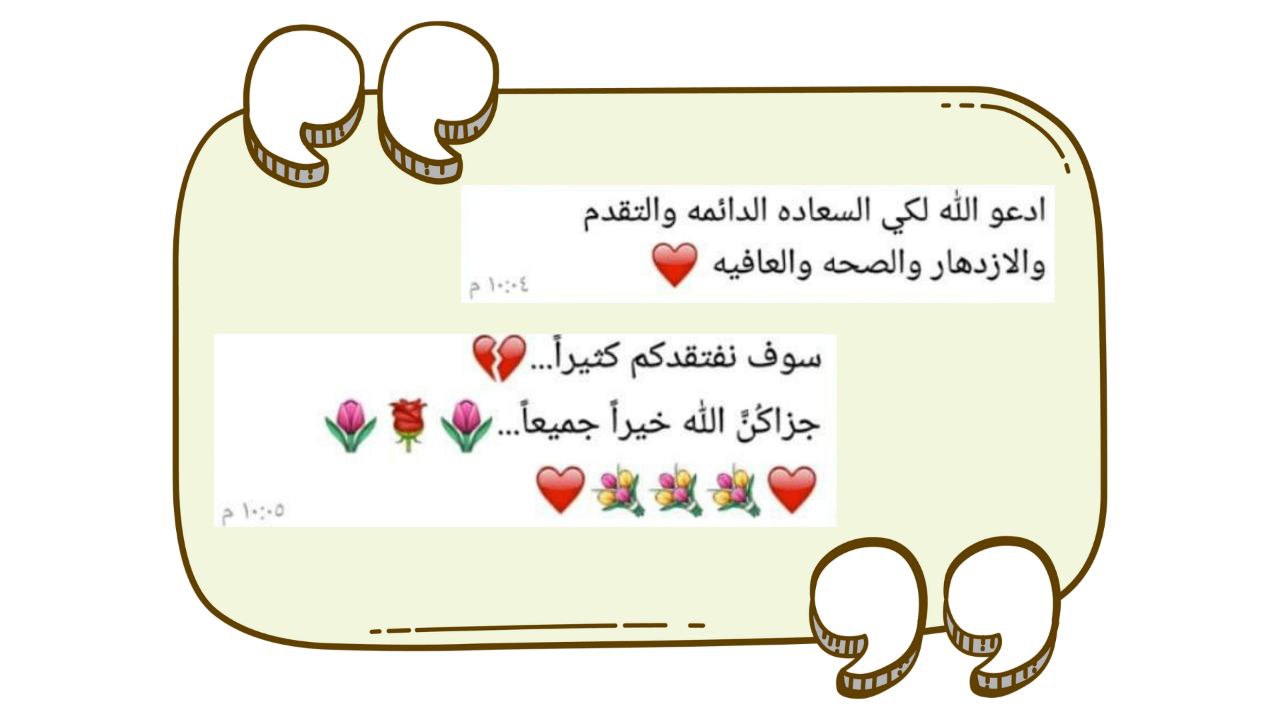 ادعو الله لكي السعاده الدائمه والتقدم
والازدهار والصحه والعافيه ❤️
١٠:٠٤ م
سوف نفتقدكم كثيراً...💔
جزاكُنَّ الله خيراً جميعاً...🌷🌹🌷
❤️💐💐💐❤️
١٠:٠٥ م